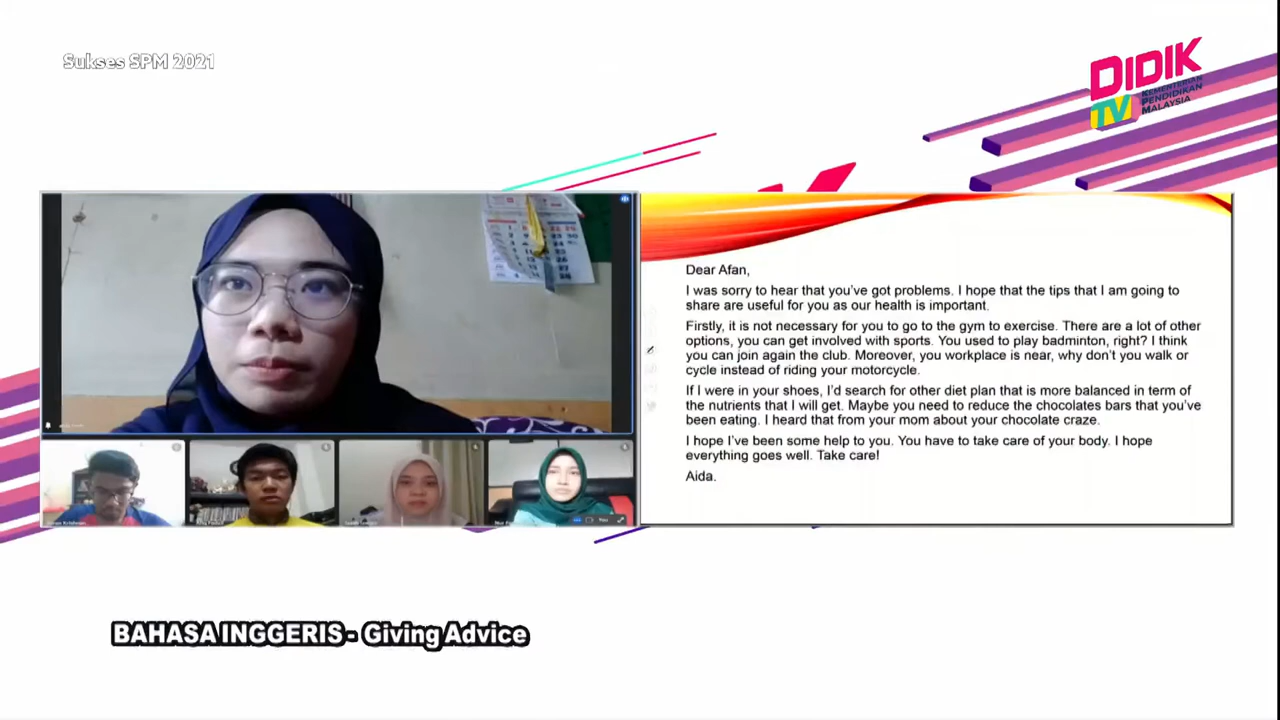 Sukses SPM 2021
DIDIK
TV
KEMENTERIAN
PENDIDIKAN
MALAYSIA
Dear Afan,
I was sorry to hear that you've got problems. I hope that the tips that I am going to
share are useful for you as our health is important.
Firstly, it is not necessary for you to go to the gym to exercise. There are a lot of other
options, you can get involved with sports. You used to play badminton, right? I think
you can join again the club. Moreover, you workplace is near, why don't you walk or
cycle instead of riding your motorcycle.
If I were in your shoes, I'd search for other diet plan that is more balanced in term of
the nutrients that I will get. Maybe you need to reduce the chocolates bars that you've
been eating. I heard that from your mom about your chocolate craze.
I hope I've been some help to you. You have to take care of your body. I hope
everything goes well. Take care!
Aida.
BAHASA INGGERIS - Giving Advice